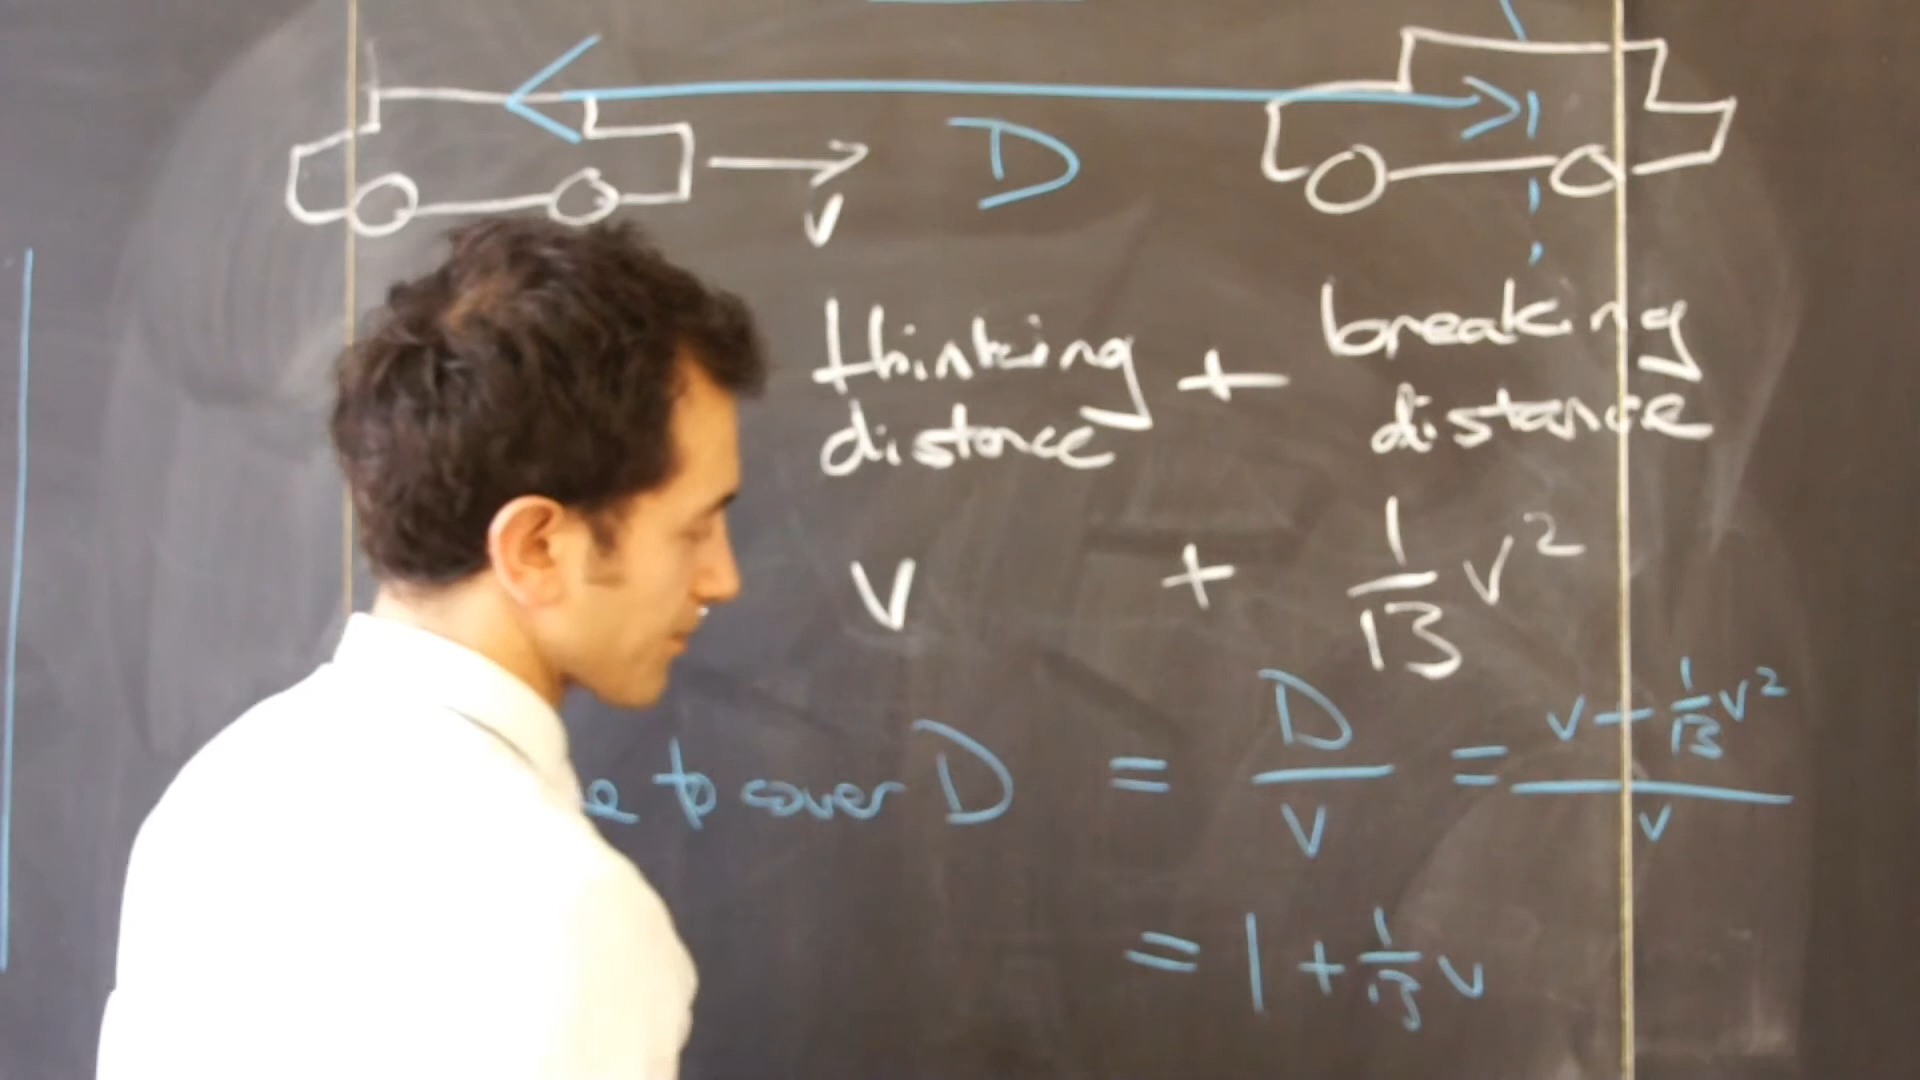 D
v
thinking + breaking
distance distance
v + 1/13 v²
to cover D = D/v = v + 1/13 v² / v
= 1 + 1/13 v